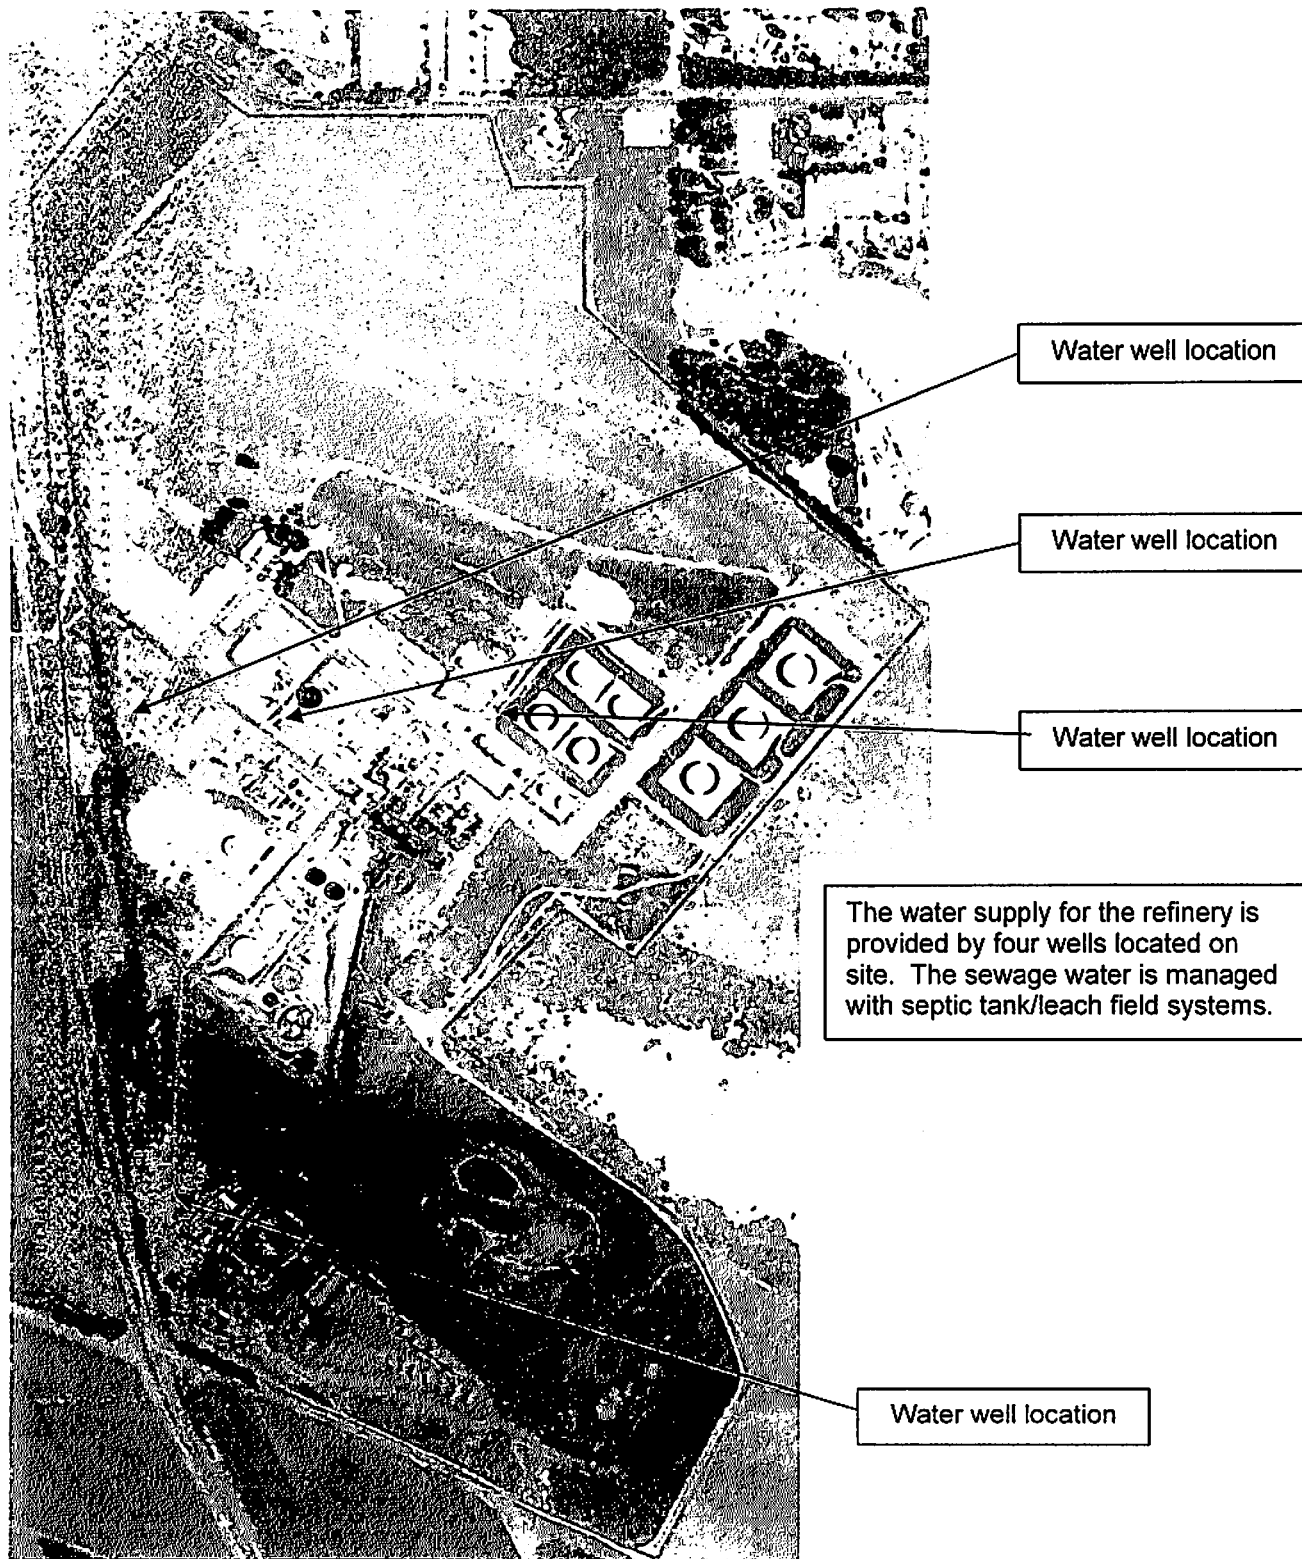 Water well location
Water well location
Water well location
The water supply for the refinery is
provided by four wells located on
site. The sewage water is managed
with septic tank/leach field systems.
Water well location